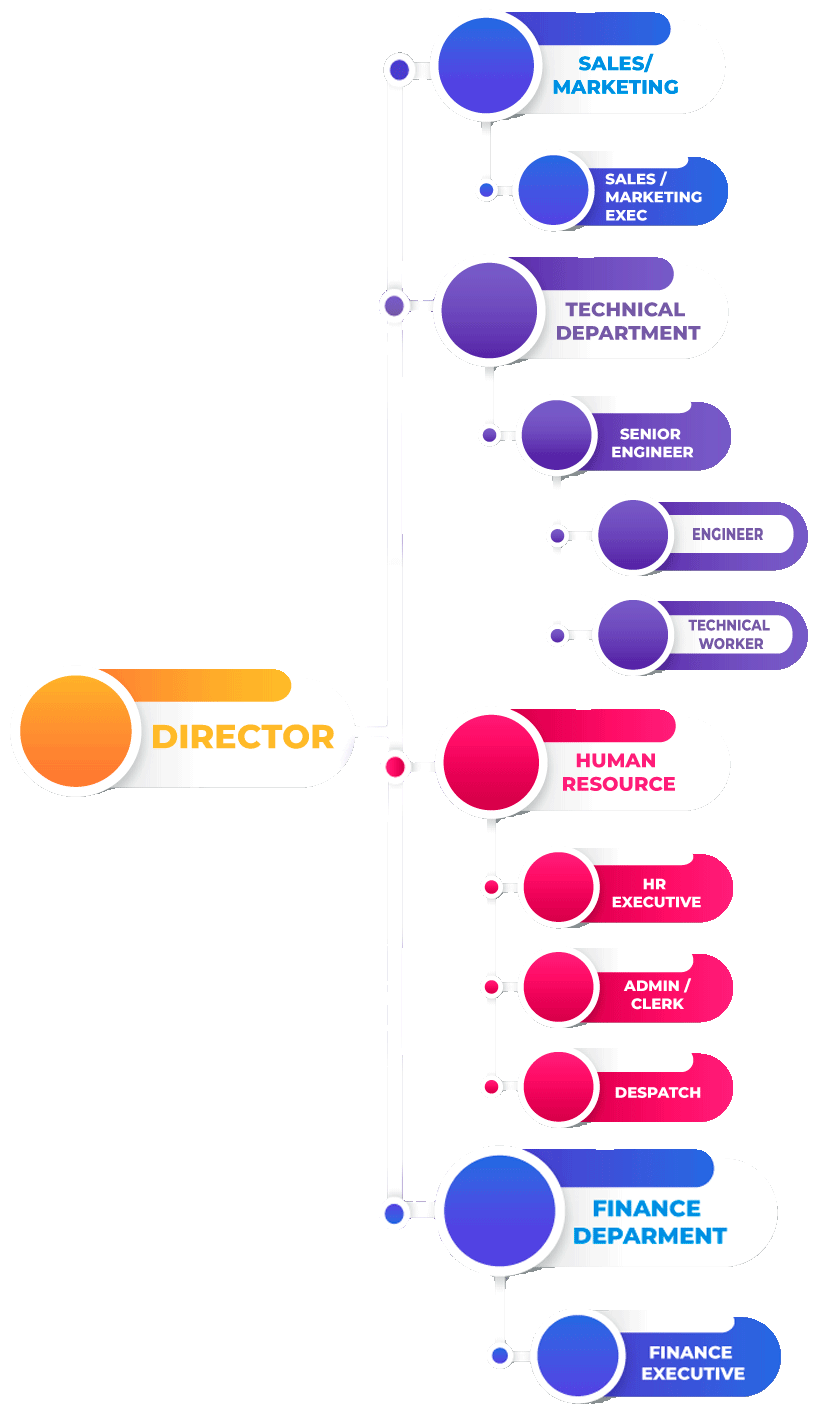 SALES/
MARKETING
SALES /
MARKETING
EXEC
TECHNICAL
DEPARTMENT
SENIOR
ENGINEER
ENGINEER
TECHNICAL
WORKER
DIRECTOR
HUMAN
RESOURCE
HR
EXECUTIVE
ADMIN /
CLERK
DESPATCH
FINANCE
DEPARMENT
FINANCE
EXECUTIVE